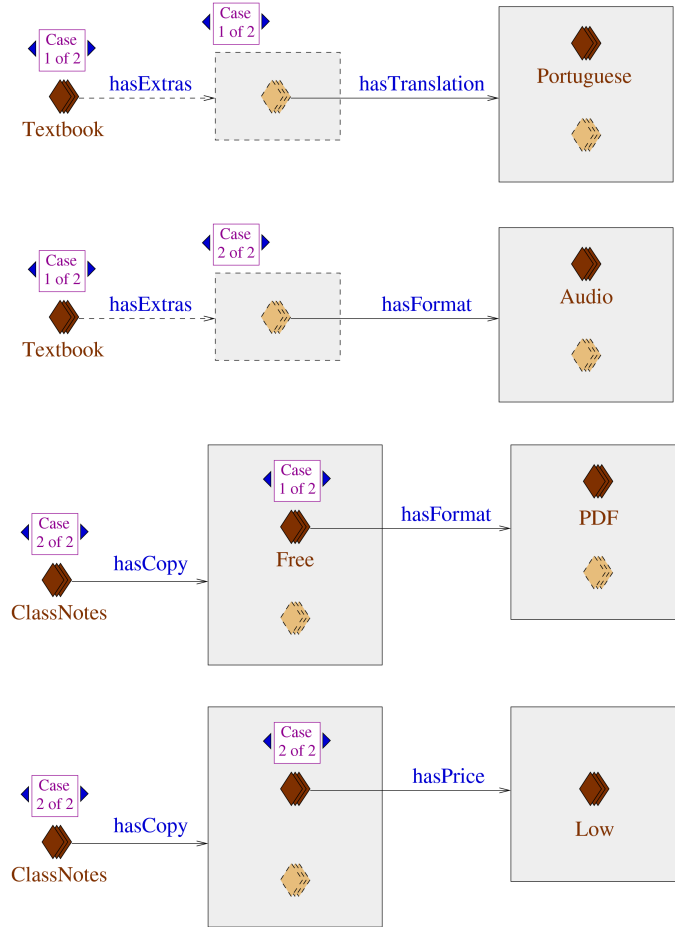 Case
1 of 2
Case
1 of 2
hasExtras
hasTranslation
Portuguese
Textbook
Case
1 of 2
Case
2 of 2
hasExtras
hasFormat
Audio
Textbook
Case
2 of 2
hasCopy
ClassNotes
Case
1 of 2
Free
hasFormat
PDF
Case
2 of 2
hasCopy
ClassNotes
Case
2 of 2
hasPrice
Low